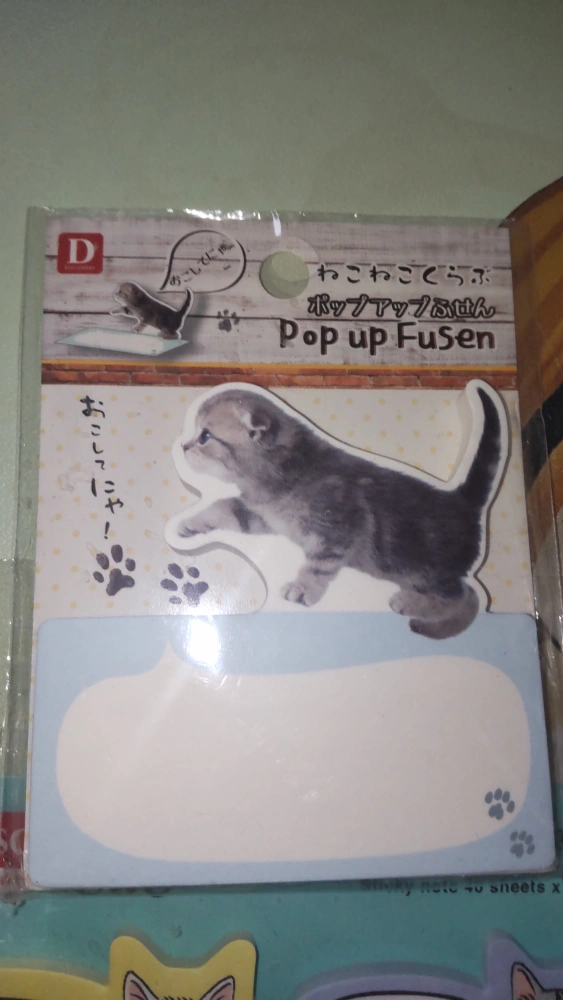 D
おこしてにゃ
ねこねこくらぶ
ポップアップふせん
Pop up Fusen
おこしてにゃ!
Sticky note 40 sheets x